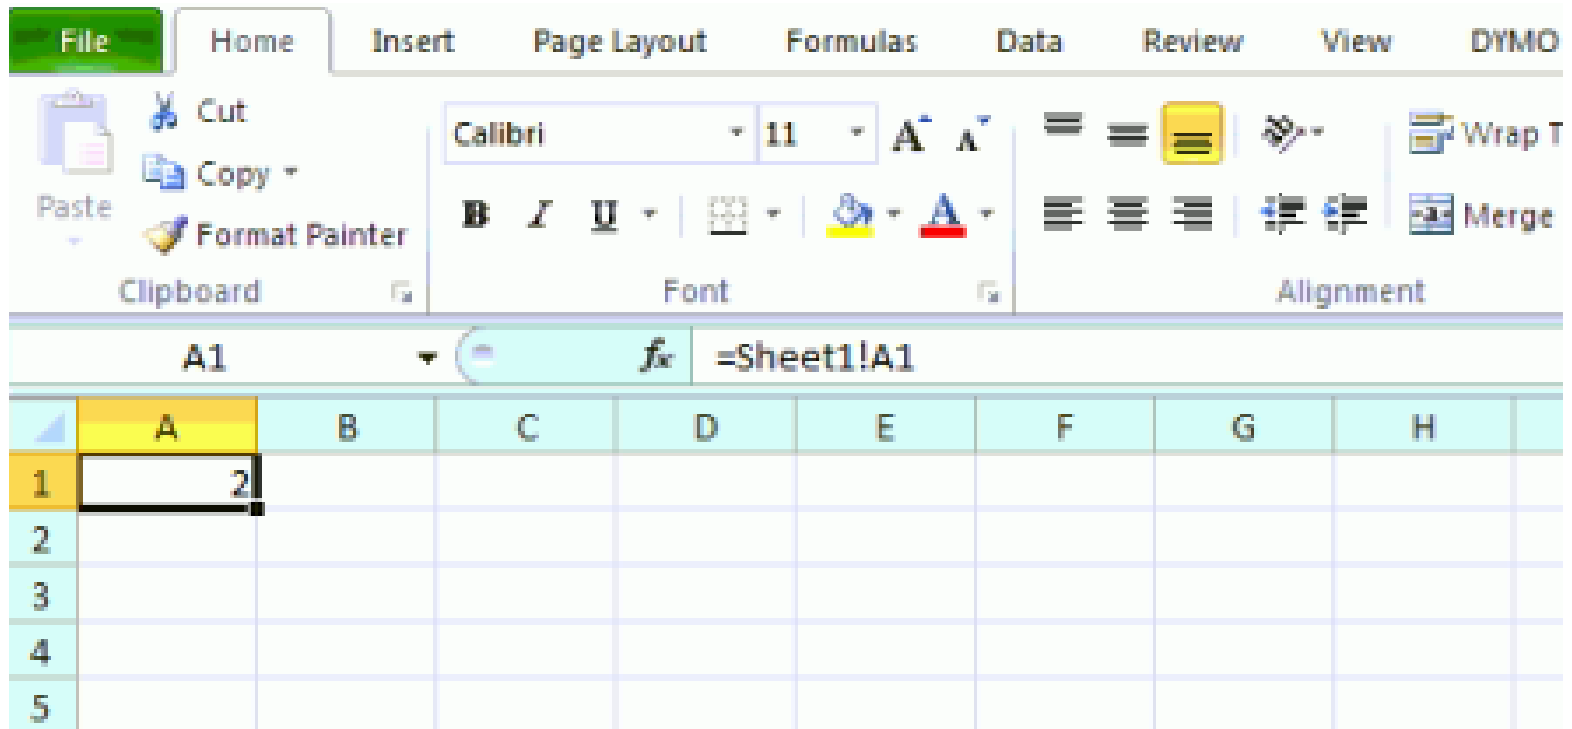 File Home Insert Page Layout Formulas Data Review View DYMO
Cut
Calibri 11 A A Wrap T
Copy
Paste
B I U A Merge
Format Painter
Clipboard Font Alignment
A1 fx =Sheet1!A1
A B C D E F G H
1 2
2
3
4
5